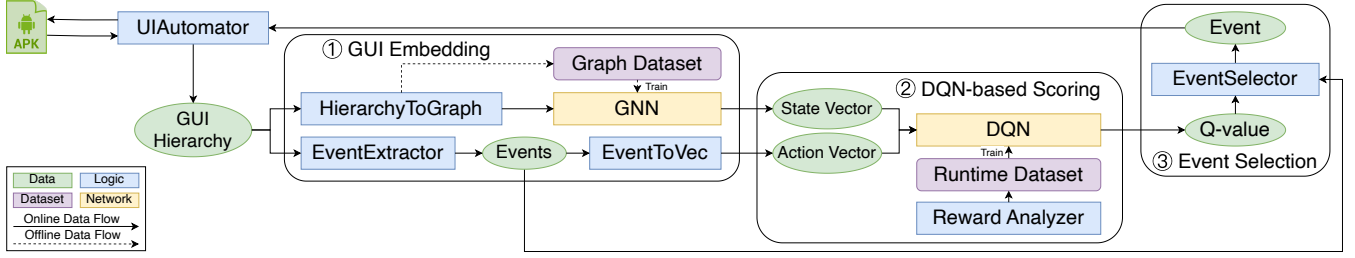 APK
UIAutomator
GUI
Hierarchy
① GUI Embedding
Graph Dataset
Train
HierarchyToGraph
GNN
EventExtractor
Events
EventToVec
② DQN-based Scoring
State Vector
Action Vector
DQN
Train
Runtime Dataset
Reward Analyzer
Event
EventSelector
Q-value
③ Event Selection
Data
Logic
Dataset
Network
Online Data Flow
Offline Data Flow